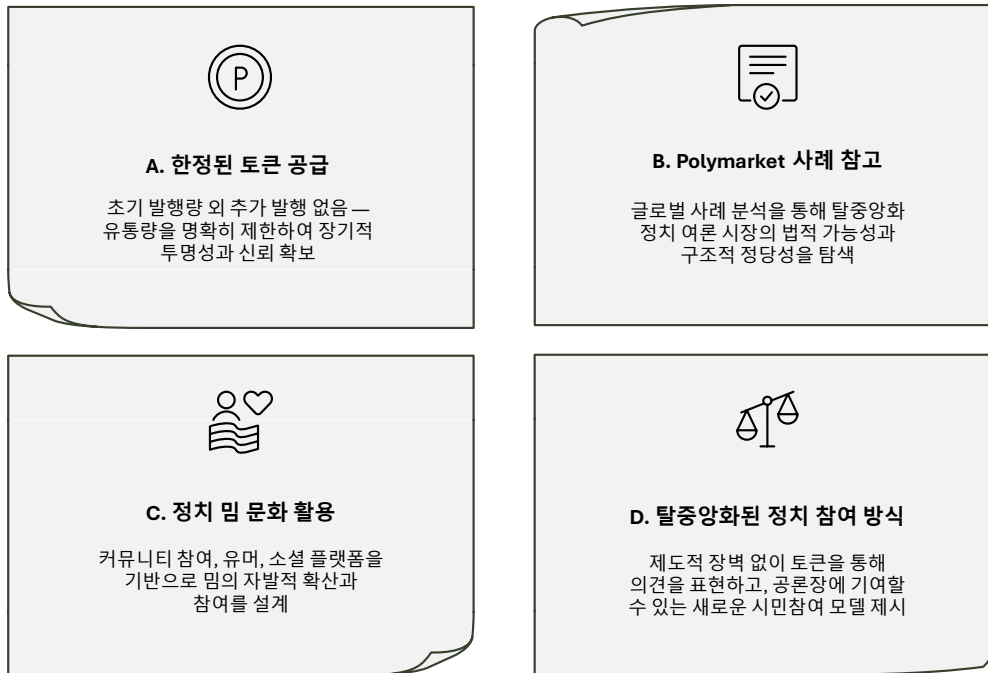 P
A. 한정된 토큰 공급
초기 발행량 외 추가 발행 없음 —
유통량을 명확히 제한하여 장기적
투명성과 신뢰 확보
B. Polymarket 사례 참고
글로벌 사례 분석을 통해 탈중앙화
정치 여론 시장의 법적 가능성과
구조적 정당성을 탐색
C. 정치 밈 문화 활용
커뮤니티 참여, 유머, 소셜 플랫폼을
기반으로 밈의 자발적 확산과
참여를 설계
D. 탈중앙화된 정치 참여 방식
제도적 장벽 없이 토큰을 통해
의견을 표현하고, 공론장에 기여할
수 있는 새로운 시민참여 모델 제시